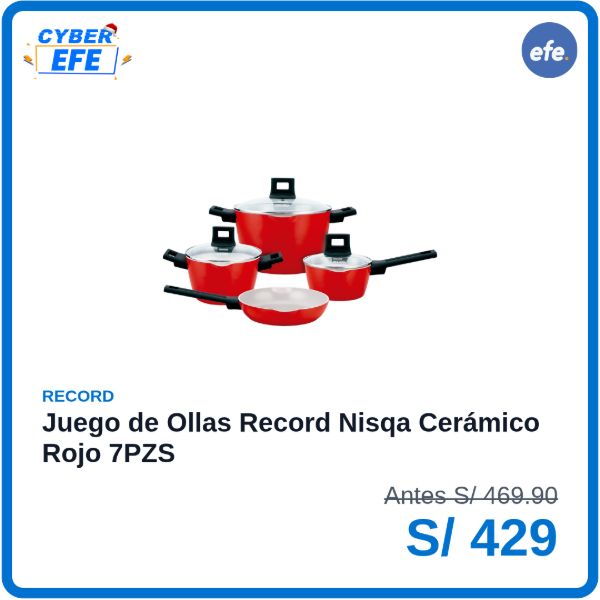 CYBER
EFE
efe.
RECORD
Juego de Ollas Record Nisqa Cerámico
Rojo 7PZS
Antes S/ 469.90
S/ 429